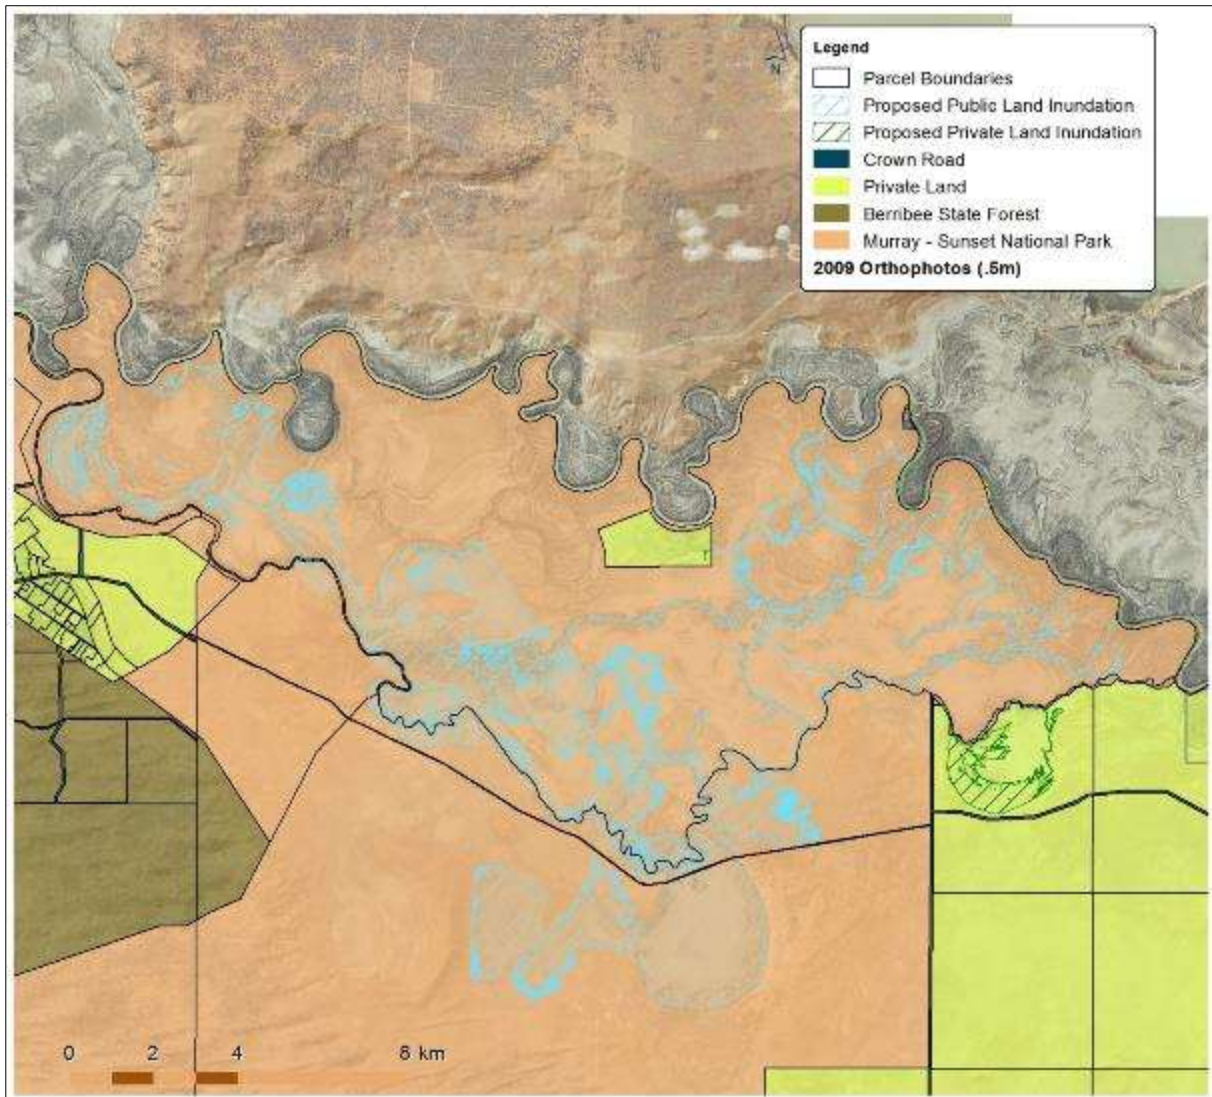 N
Legend
Parcel Boundaries
Proposed Public Land Inundation
Proposed Private Land Inundation
Crown Road
Private Land
Berribee State Forest
Murray - Sunset National Park
2009 Orthophotos (.5m)
0 2 4 8 km